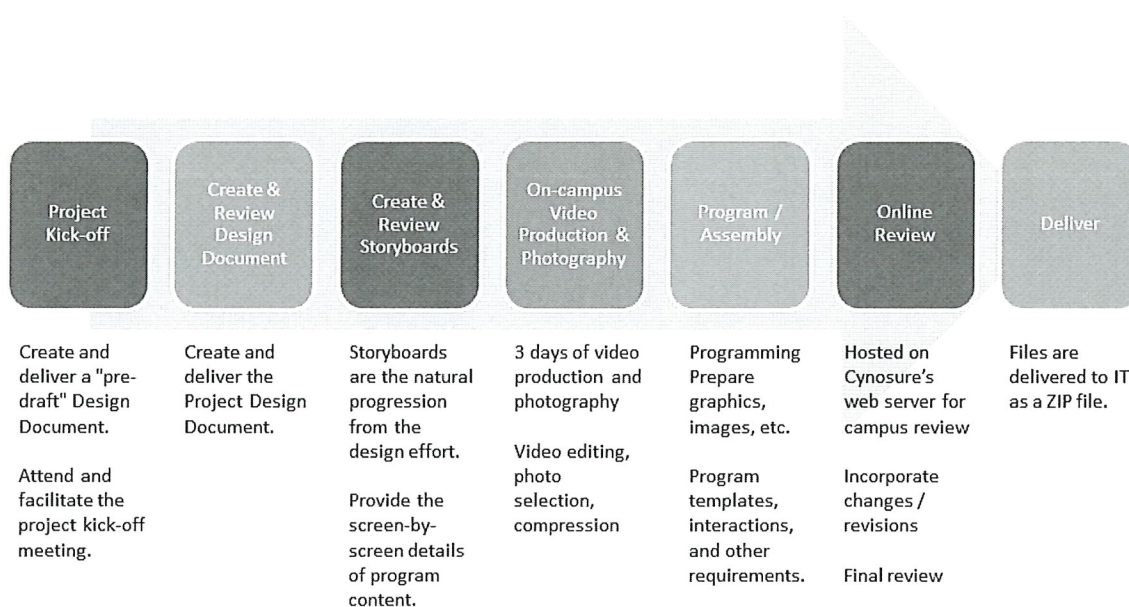 Project
Kick-off
Create &
Review
Design
Document
Create &
Review
Storyboards
On-campus
Video
Production &
Photography
Program /
Assembly
Online
Review
Deliver
Create and
deliver a "pre-
draft" Design
Document.
Attend and
facilitate the
project kick-off
meeting.
Create and
deliver the
Project Design
Document.
Storyboards
are the natural
progression
from the
design effort.
Provide the
screen-by-
screen details
of program
content.
3 days of video
production and
photography
Video editing,
photo
selection,
compression
Programming
Prepare
graphics,
images, etc.
Program
templates,
interactions,
and other
requirements.
Hosted on
Cynosure's
web server for
campus review
Incorporate
changes /
revisions
Final review
Files are
delivered to IT
as a ZIP file.